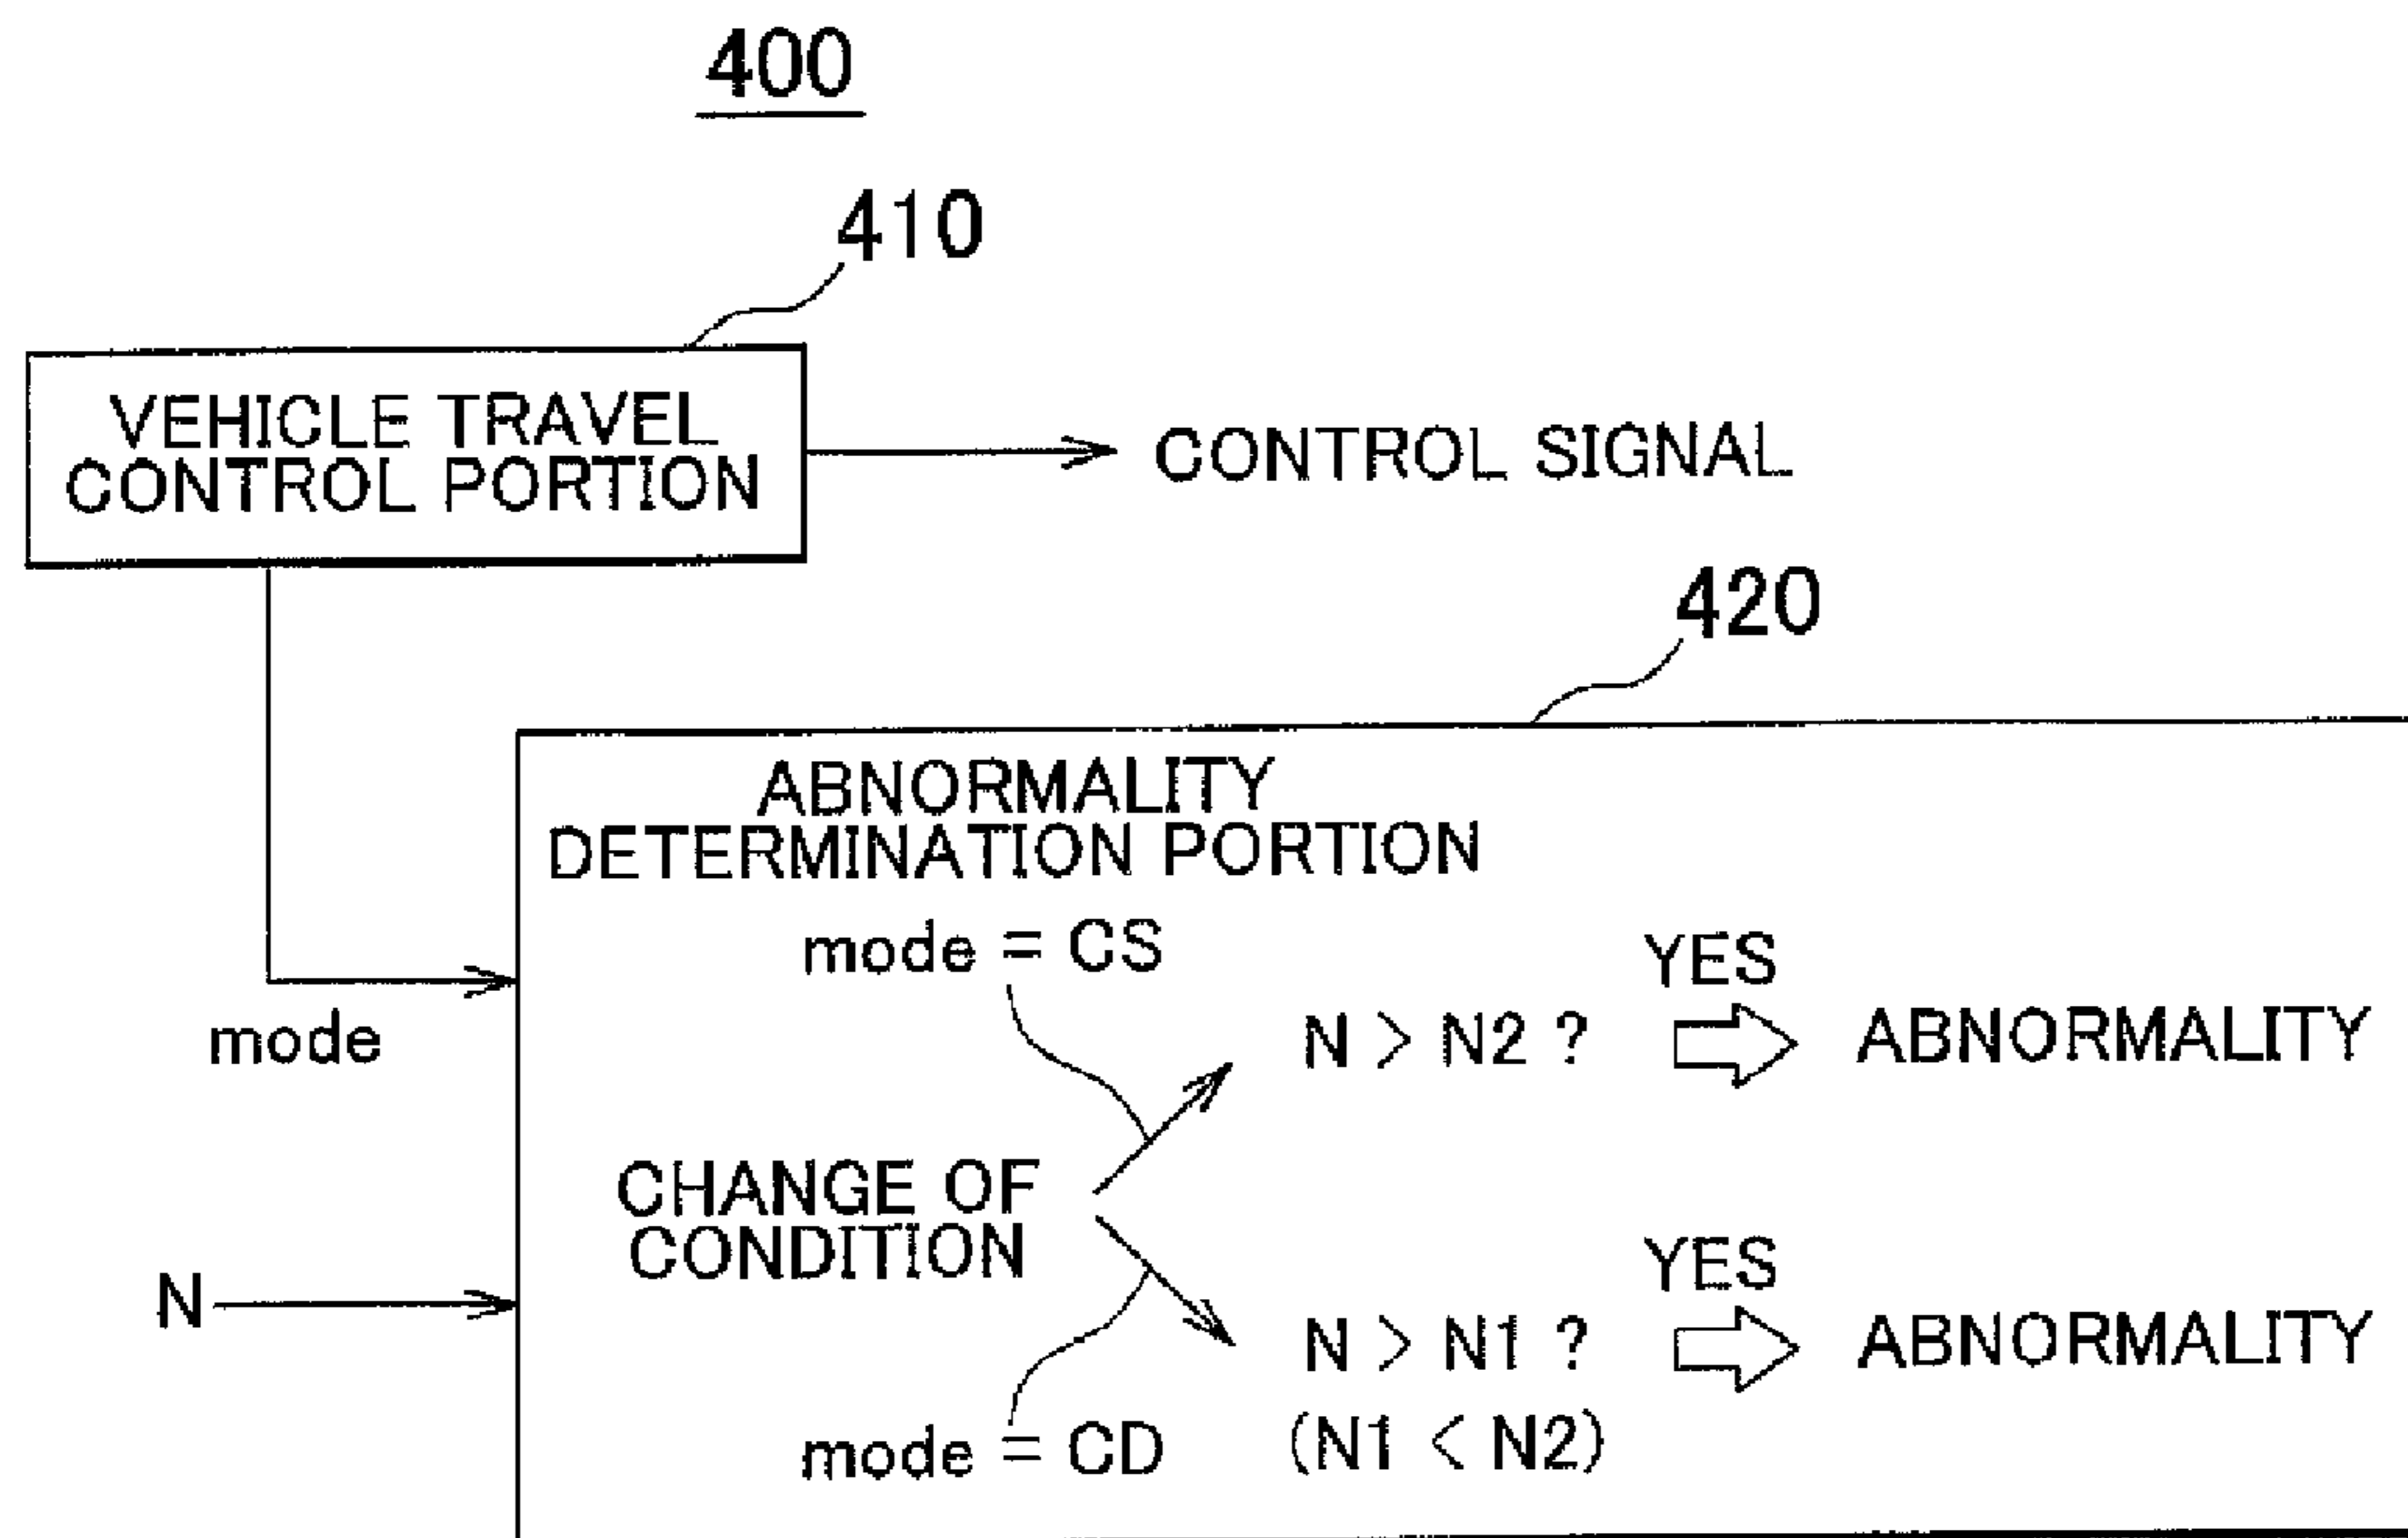 400
410
VEHICLE TRAVEL
CONTROL PORTION
CONTROL SIGNAL
420
ABNORMALITY
DETERMINATION PORTION
mode = CS
YES
mode
N > N2 ?
ABNORMALITY
CHANGE OF
CONDITION
YES
N
N > N1 ?
ABNORMALITY
mode = CD
(N1 < N2)